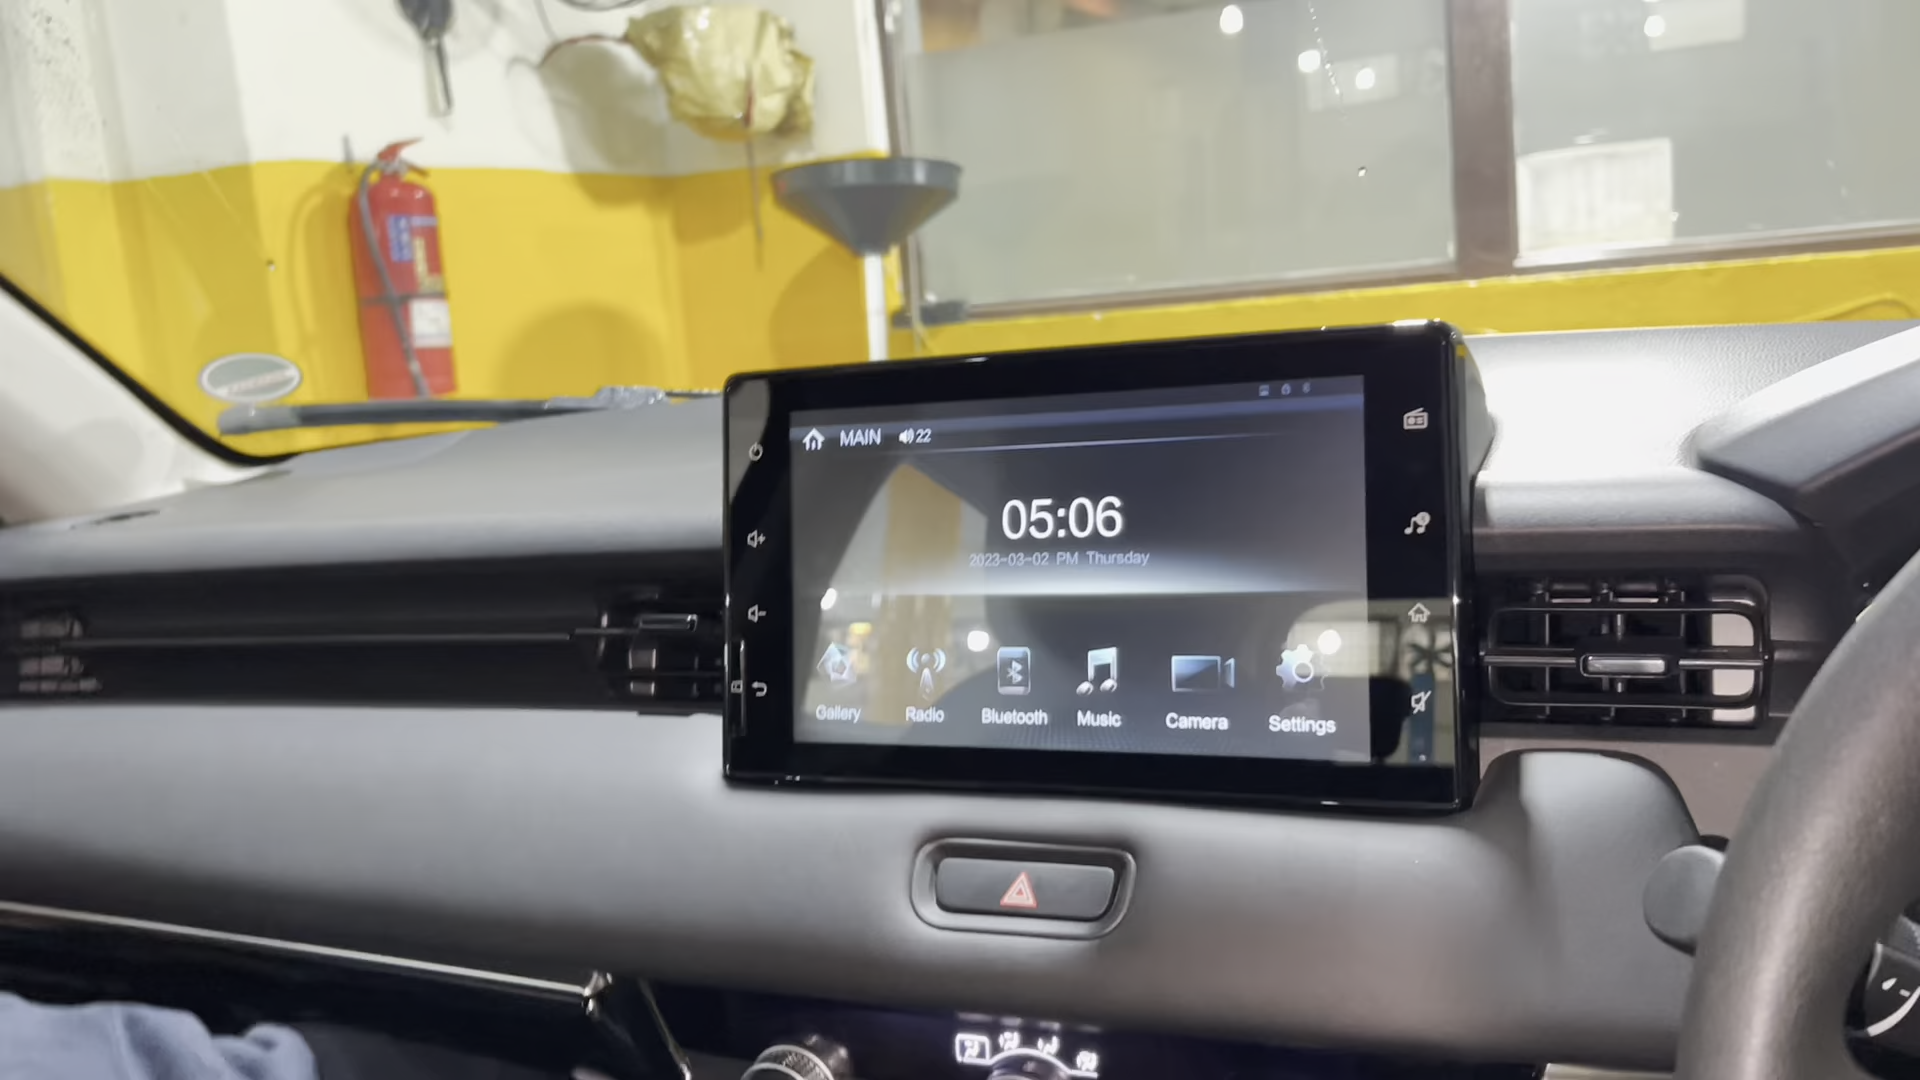 MAIN 22
05:06
2023-03-02 PM Thursday
Gallery Radio Bluetooth Music Camera Settings